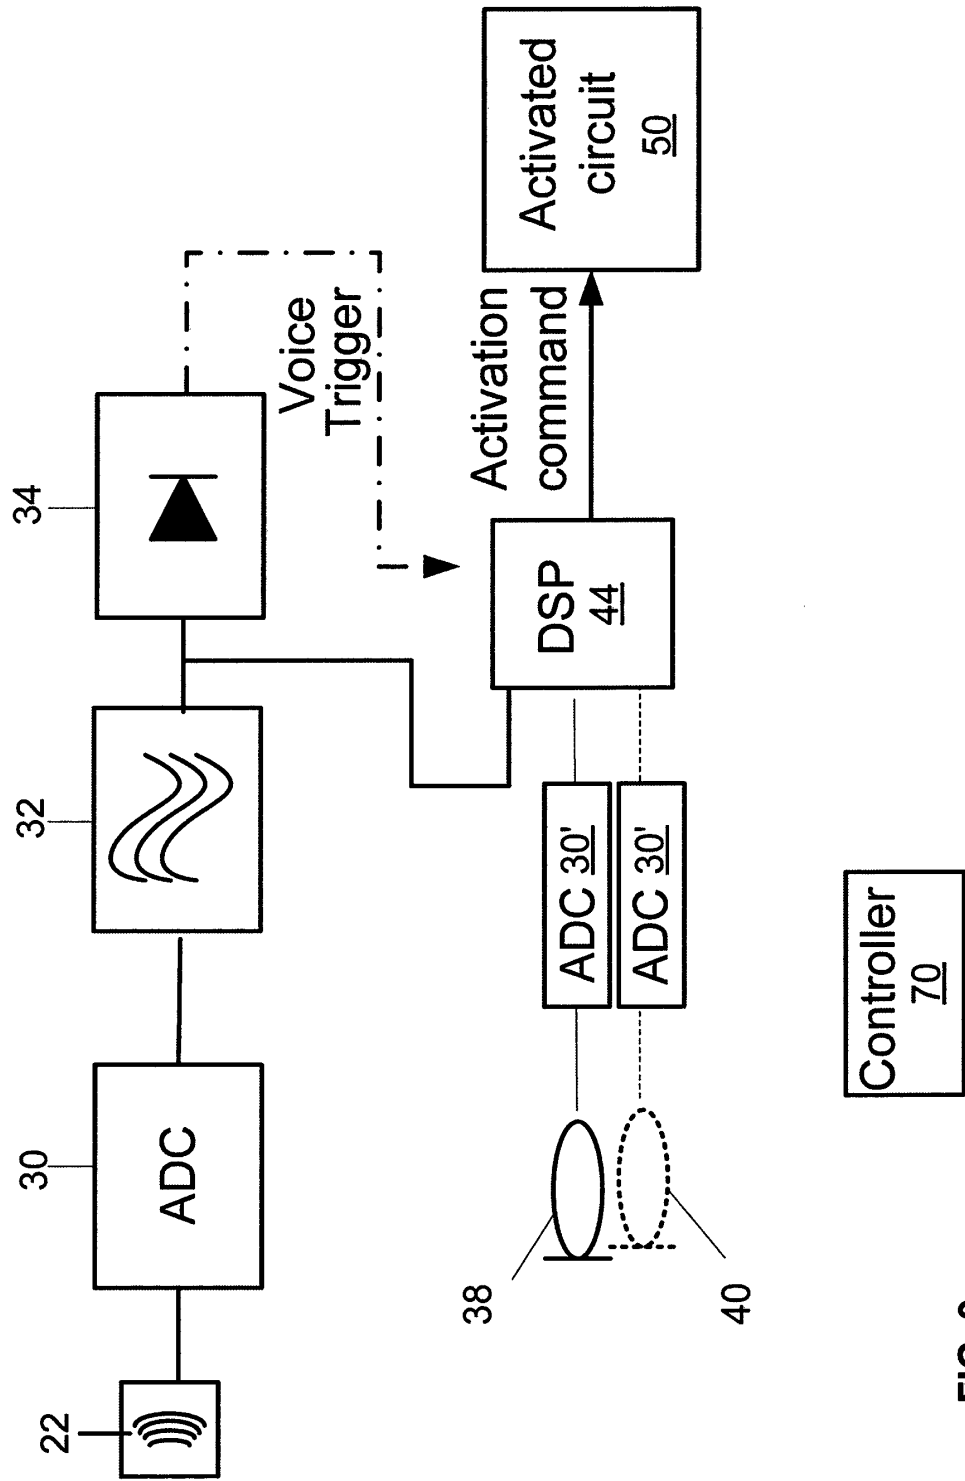 22
30
32
34
ADC
Voice
Trigger
38
Activation
command
Activated
circuit
50
DSP
44
ADC 30'
ADC 30'
40
Controller
70
FIG.